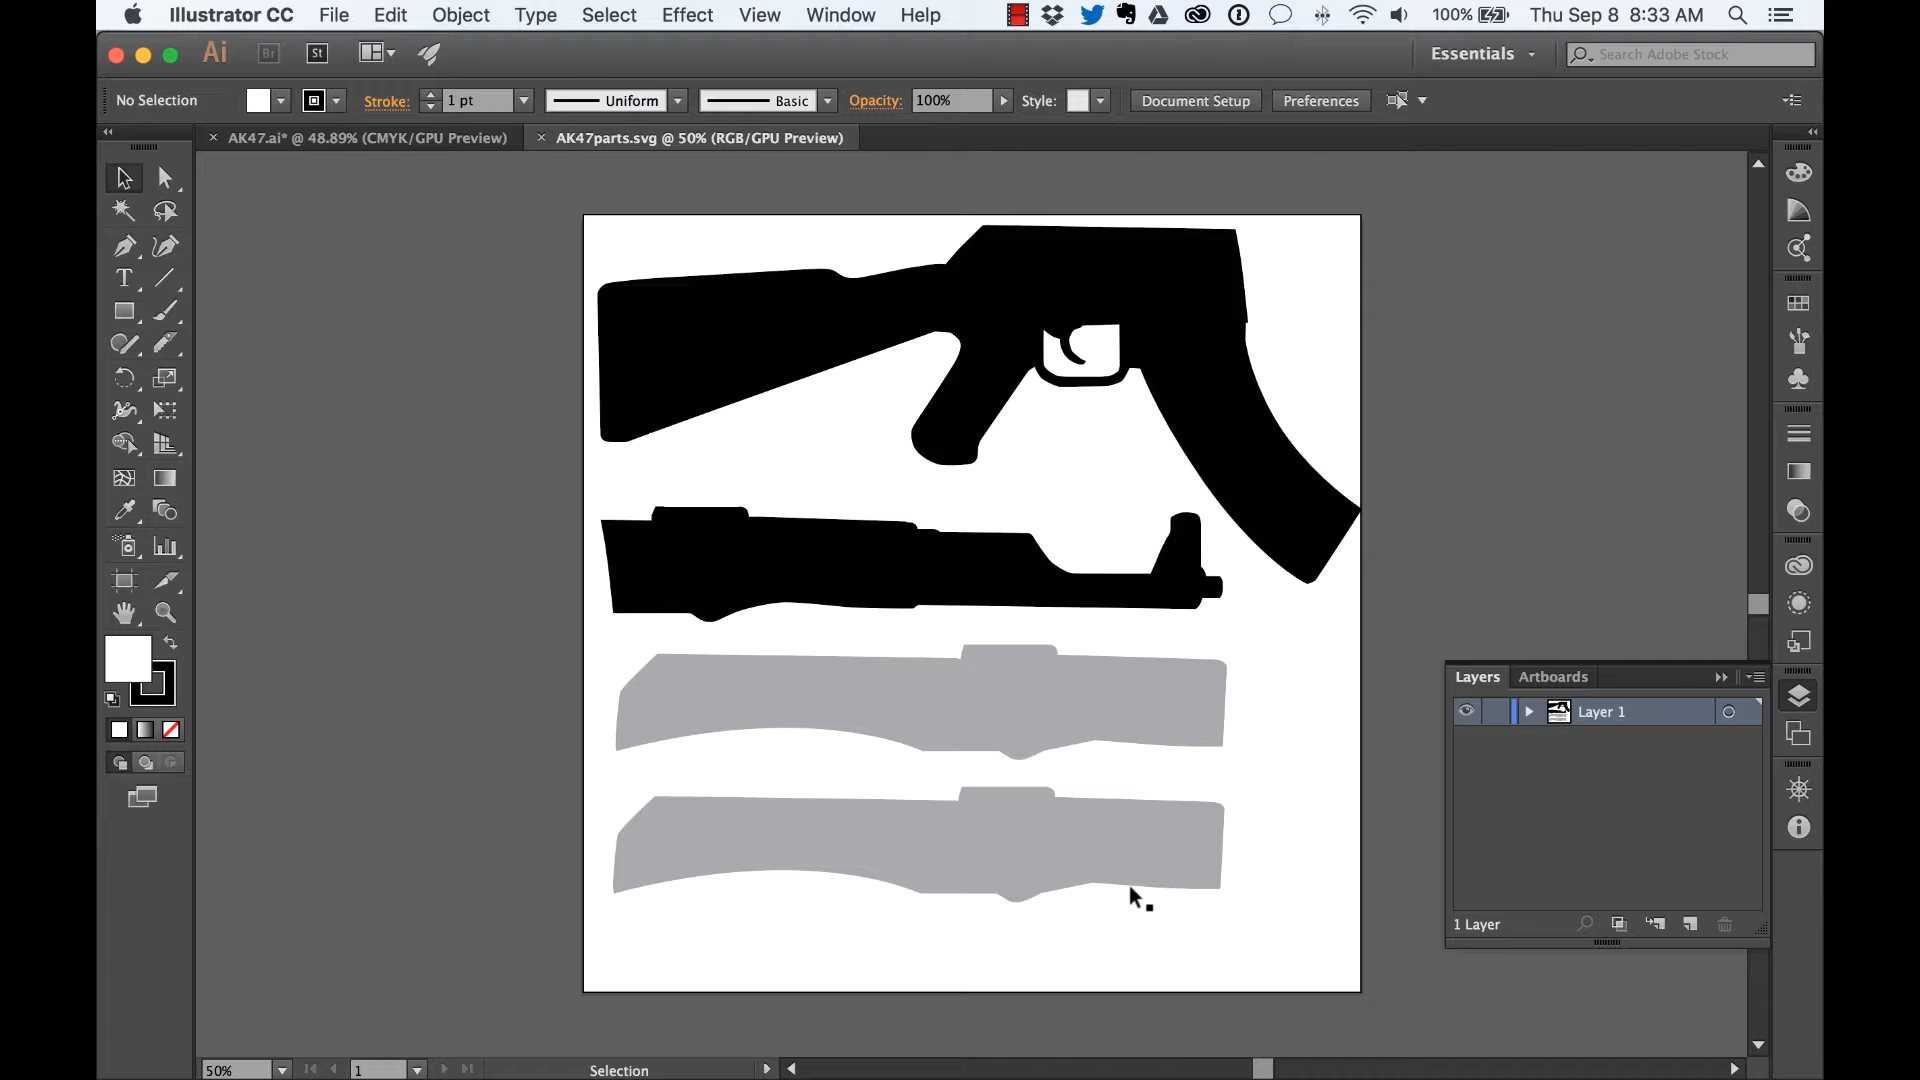 Illustrator CC File Edit Object Type Select Effect View Window Help 100% Thu Sep 8 8:33 AM
Ai Br St Essentials Search Adobe Stock
No Selection Stroke: 1 pt Uniform Basic Opacity: 100% Style: Document Setup Preferences
AK47.ai* @ 48.89% (CMYK/GPU Preview) AK47parts.svg @ 50% (RGB/GPU Preview)
Layers Artboards
Layer 1
1 Layer
50% 1 Selection